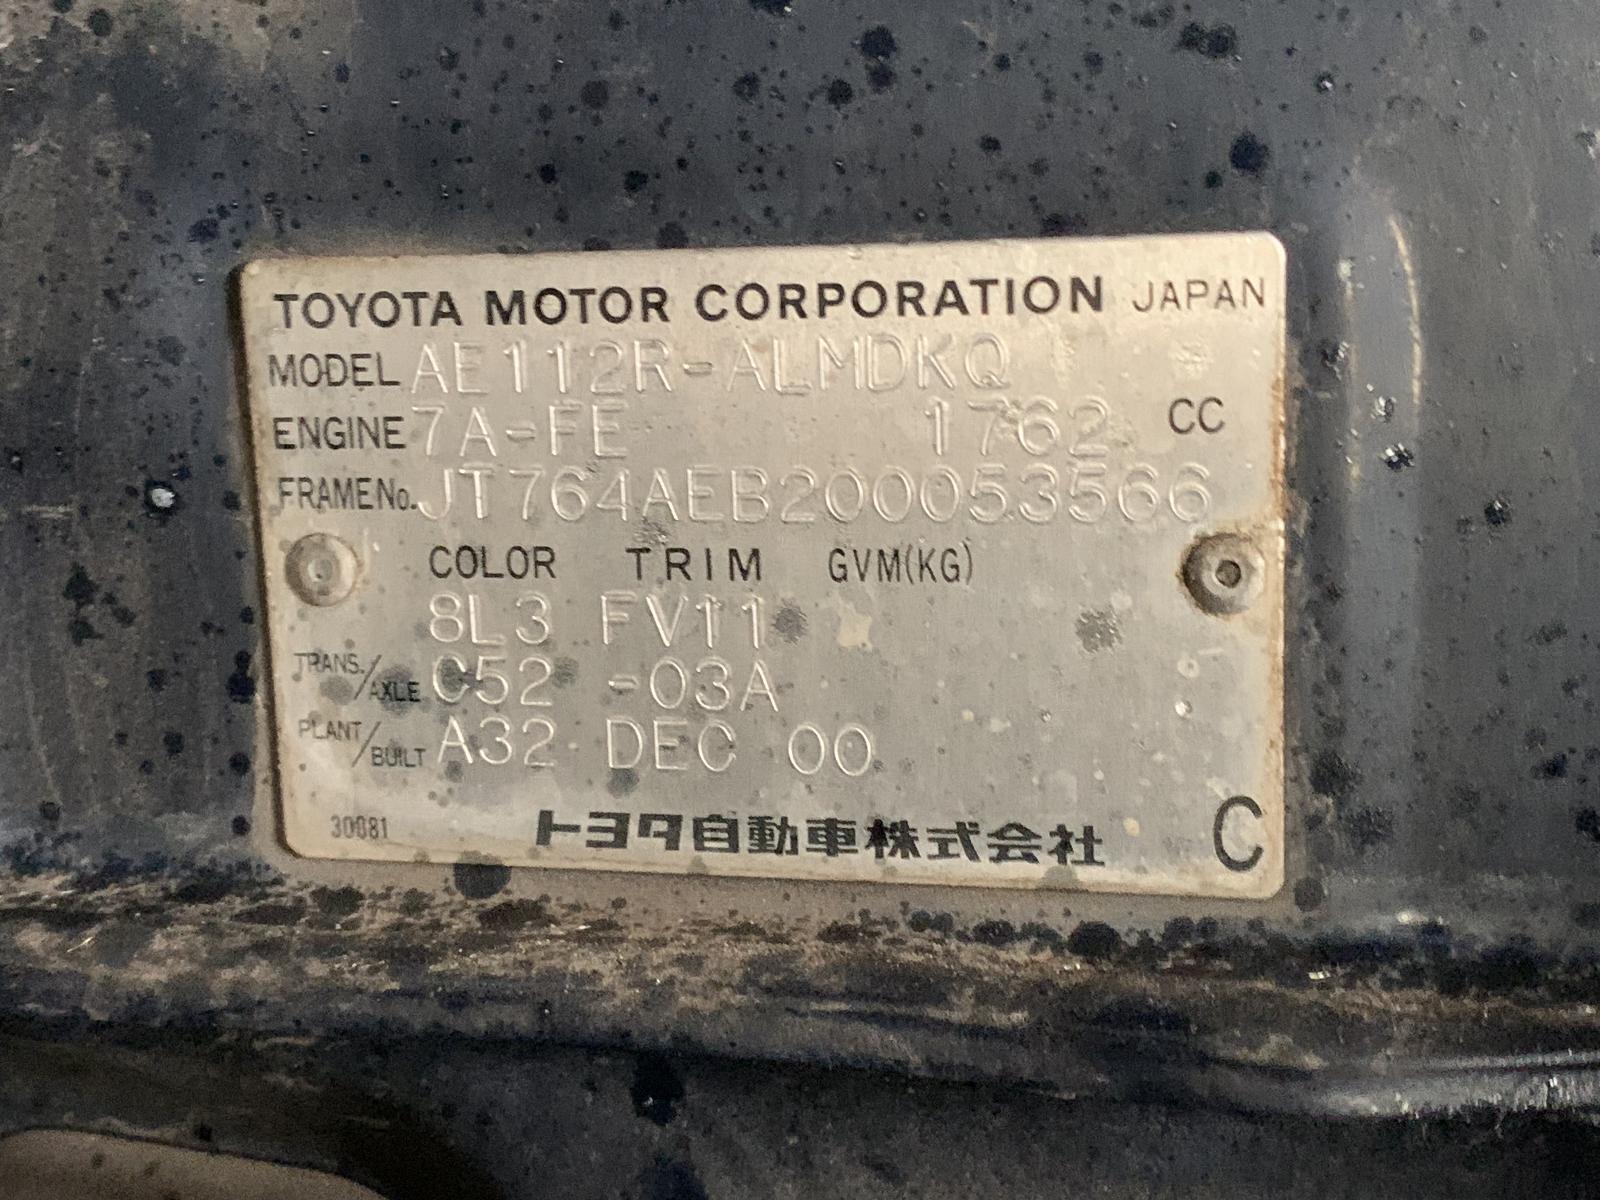 TOYOTA MOTOR CORPORATION JAPAN
MODEL AE112R-ALMDKQ
ENGINE 7A-FE 1762 CC
FRAME No. JT764AEB200053566
COLOR TRIM GVM(KG)
8L3 FV11
TRANS./AXLE C52 -03A
PLANT/BUILT A32 DEC 00
30081 トヨタ自動車株式会社 C